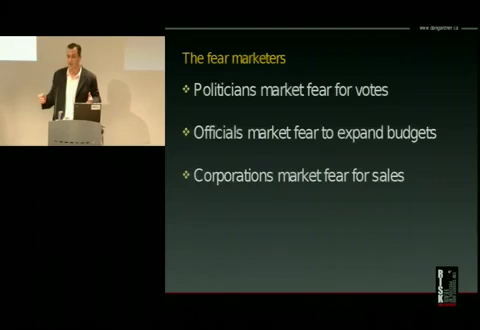 www.dangardner.ca
The fear marketers
Politicians market fear for votes
Officials market fear to expand budgets
Corporations market fear for sales
RISK